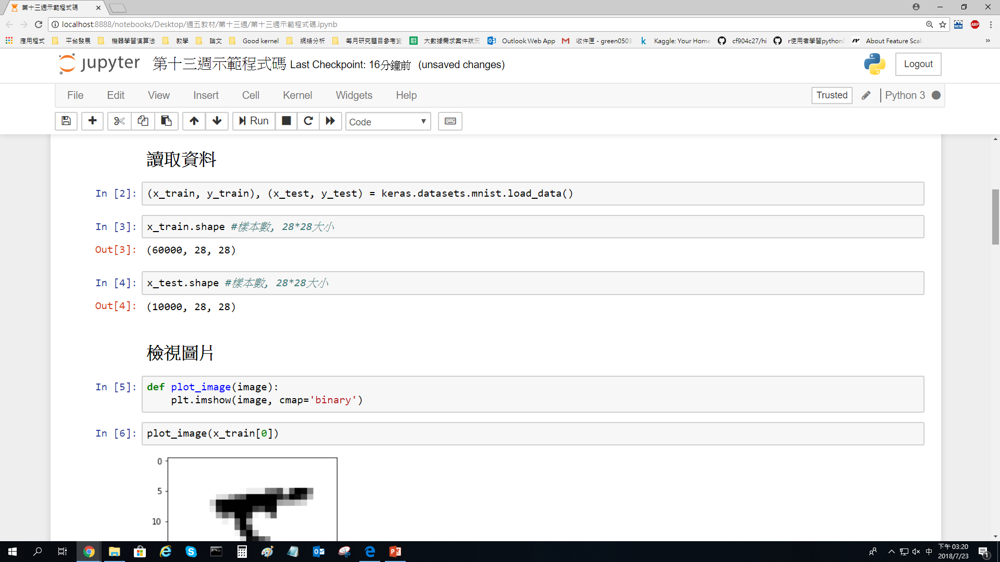 第十三週示範程式碼
localhost:8888/notebooks/Desktop/週五教材/第十三週/第十三週示範程式碼.ipynb
應用程式 平台發展 機器學習演算法 教學 論文 Good kernel 網絡分析 每月研究題目參考資 大數據需求案件狀況 Outlook Web App 收件匣 - green0503 Kaggle: Your Home cf904c27/hi r使用者學習python About Feature Scali »
NEW
ABP
jupyter 第十三週示範程式碼 Last Checkpoint: 16分鐘前 (unsaved changes) Logout
File Edit View Insert Cell Kernel Widgets Help Trusted Python 3
Run Code
讀取資料
In [2]: (x_train, y_train), (x_test, y_test) = keras.datasets.mnist.load_data()
In [3]: x_train.shape #樣本數, 28*28大小
Out[3]: (60000, 28, 28)
In [4]: x_test.shape #樣本數, 28*28大小
Out[4]: (10000, 28, 28)
檢視圖片
In [5]: def plot_image(image):
plt.imshow(image, cmap='binary')
In [6]: plot_image(x_train[0])
0
5
10
中 下午 03:20
2018/7/23 1